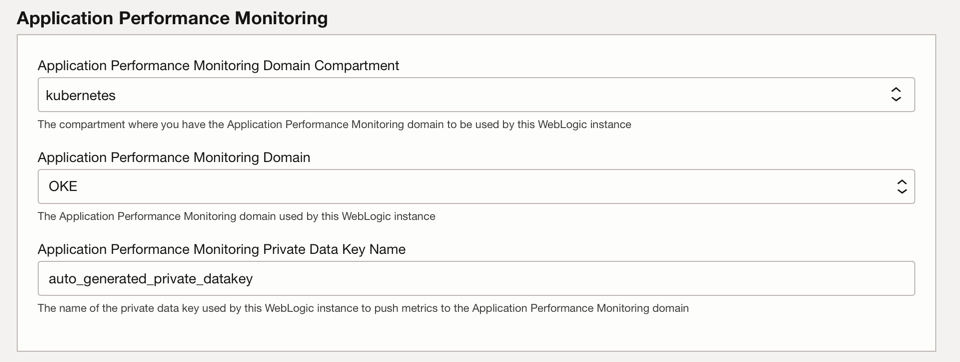 Application Performance Monitoring
Application Performance Monitoring Domain Compartment
kubernetes
The compartment where you have the Application Performance Monitoring domain to be used by this WebLogic instance
Application Performance Monitoring Domain
OKE
The Application Performance Monitoring domain used by this WebLogic instance
Application Performance Monitoring Private Data Key Name
auto_generated_private_datakey
The name of the private data key used by this WebLogic instance to push metrics to the Application Performance Monitoring domain